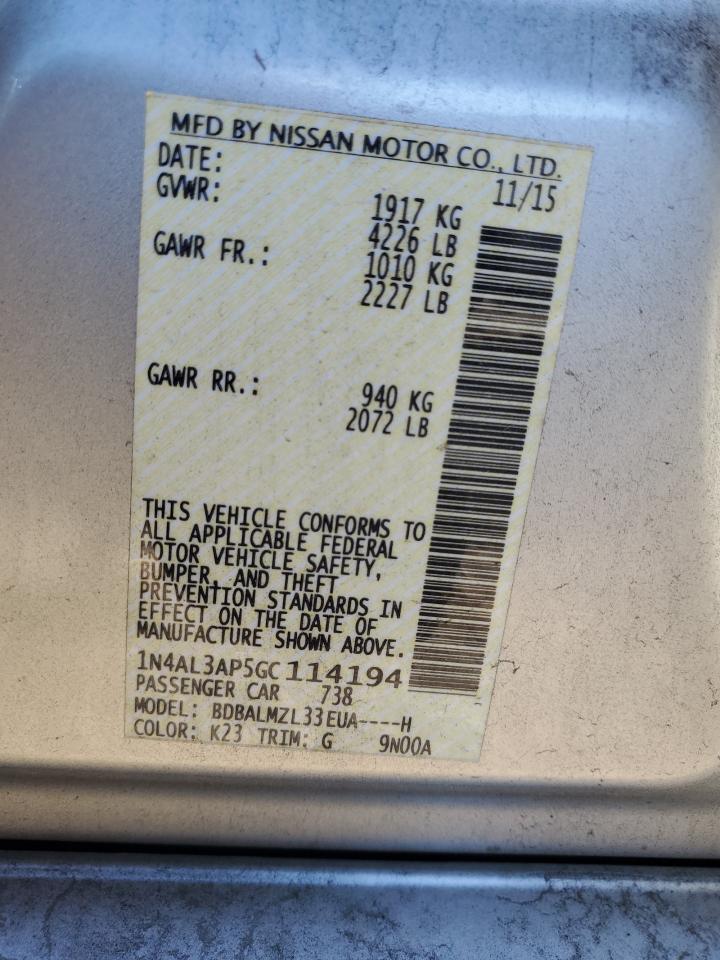 MFD BY NISSAN MOTOR CO., LTD.
DATE: 11/15
GVWR: 1917 KG
4226 LB
GAWR FR.: 1010 KG
2227 LB
GAWR RR.: 940 KG
2072 LB
THIS VEHICLE CONFORMS TO
ALL APPLICABLE FEDERAL
MOTOR VEHICLE SAFETY,
BUMPER, AND THEFT
PREVENTION STANDARDS IN
EFFECT ON THE DATE OF
MANUFACTURE SHOWN ABOVE.
1N4AL3AP5GC114194
PASSENGER CAR 738
MODEL: BDBALMZL33EUA----H
COLOR: K23 TRIM: G 9N00A